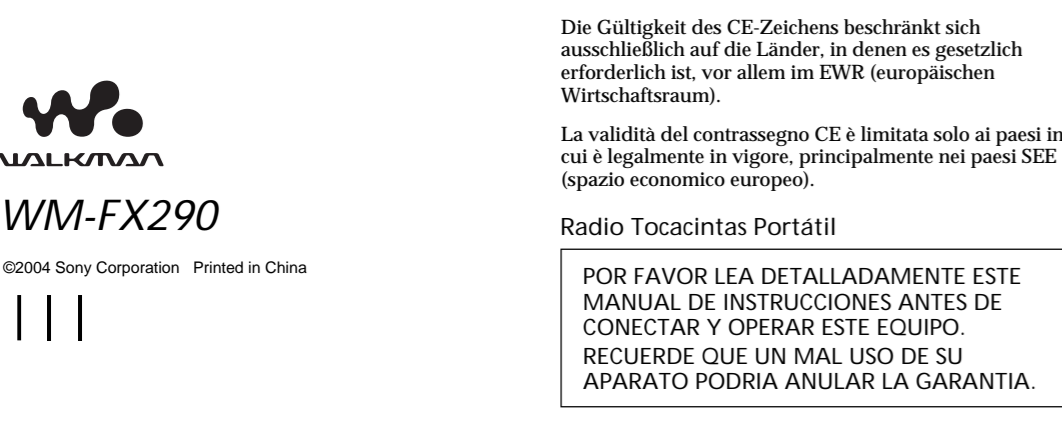 WALKMAN
WM-FX290
©2004 Sony Corporation Printed in China
Die Gültigkeit des CE-Zeichens beschränkt sich
ausschließlich auf die Länder, in denen es gesetzlich
erforderlich ist, vor allem im EWR (europäischen
Wirtschaftsraum).
La validità del contrassegno CE è limitata solo ai paesi in
cui è legalmente in vigore, principalmente nei paesi SEE
(spazio economico europeo).
Radio Tocacintas Portátil
POR FAVOR LEA DETALLADAMENTE ESTE
MANUAL DE INSTRUCCIONES ANTES DE
CONECTAR Y OPERAR ESTE EQUIPO.
RECUERDE QUE UN MAL USO DE SU
APARATO PODRIA ANULAR LA GARANTIA.